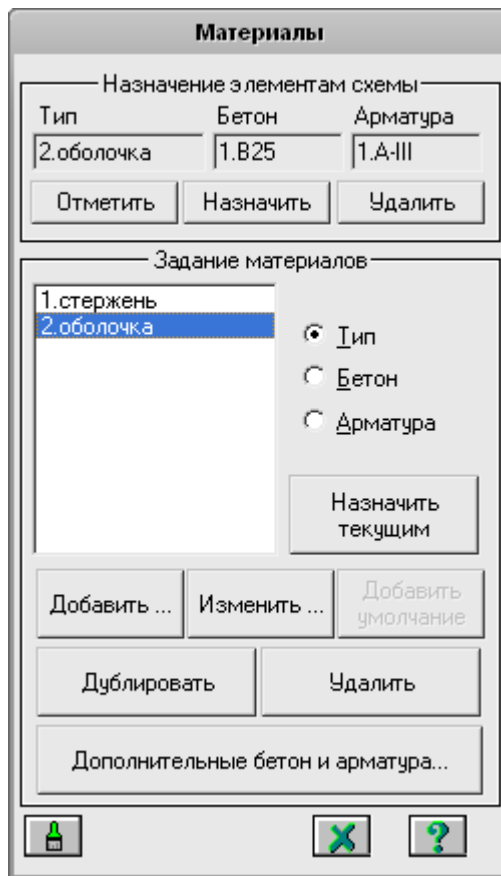 Материалы
Назначение элементам схемы
Тип Бетон Арматура
2.оболочка 1.B25 1.A-III
Отметить Назначить Удалить
Задание материалов
1.стержень
2.оболочка
Тип
Бетон
Арматура
Назначить
текущим
Добавить ... Изменить ... Добавить
умолчание
Дублировать Удалить
Дополнительные бетон и арматура...
?